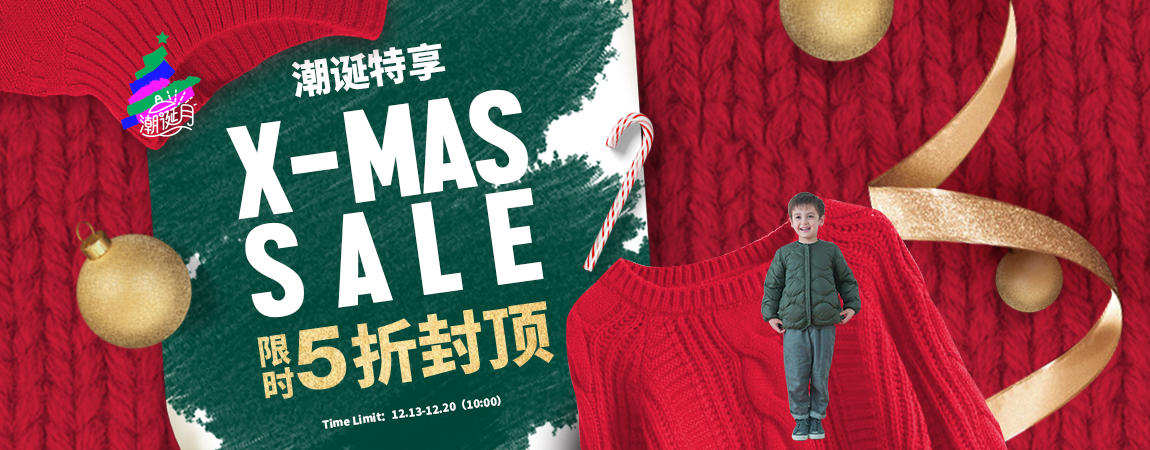 潮诞月
潮诞特享
X-MAS
SALE
限时5折封顶
Time Limit: 12.13-12.20（10:00）